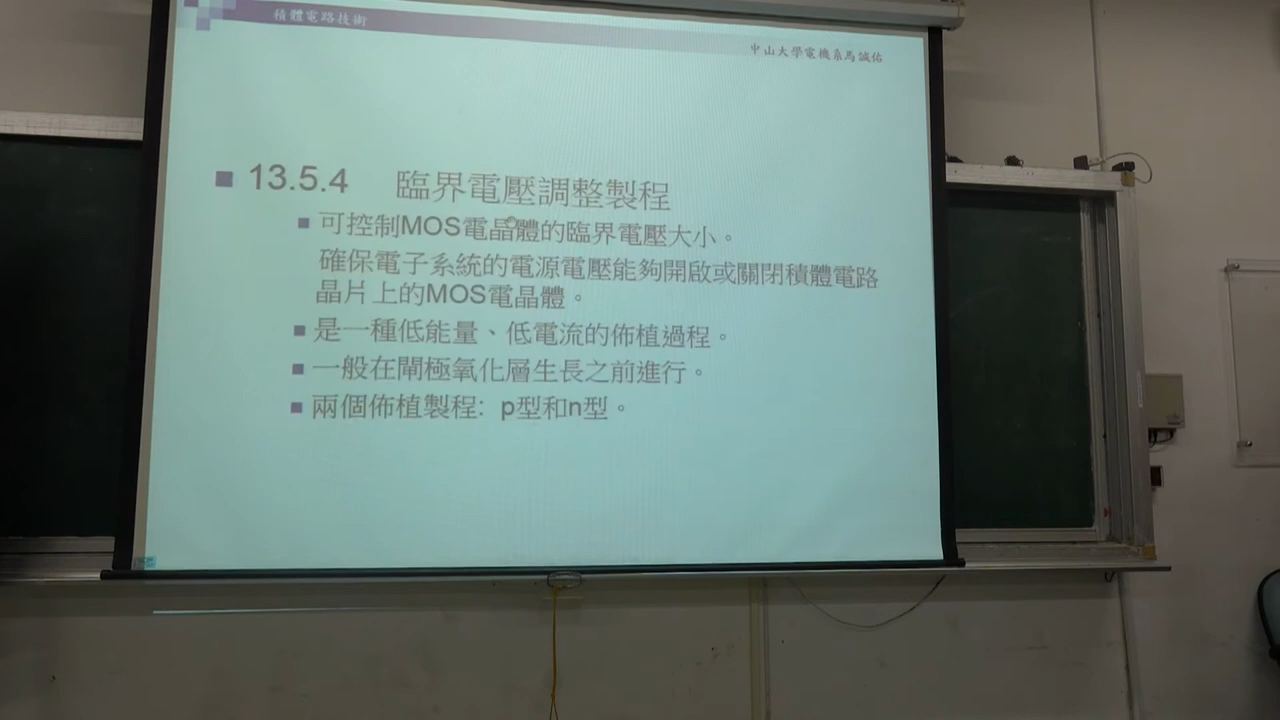 積體電路技術
中山大學電機系馬誠佑
13.5.4 臨界電壓調整製程
可控制MOS電晶體的臨界電壓大小。
確保電子系統的電源電壓能夠開啟或關閉積體電路
晶片上的MOS電晶體。
是一種低能量、低電流的佈植過程。
一般在閘極氧化層生長之前進行。
兩個佈植製程: p型和n型。